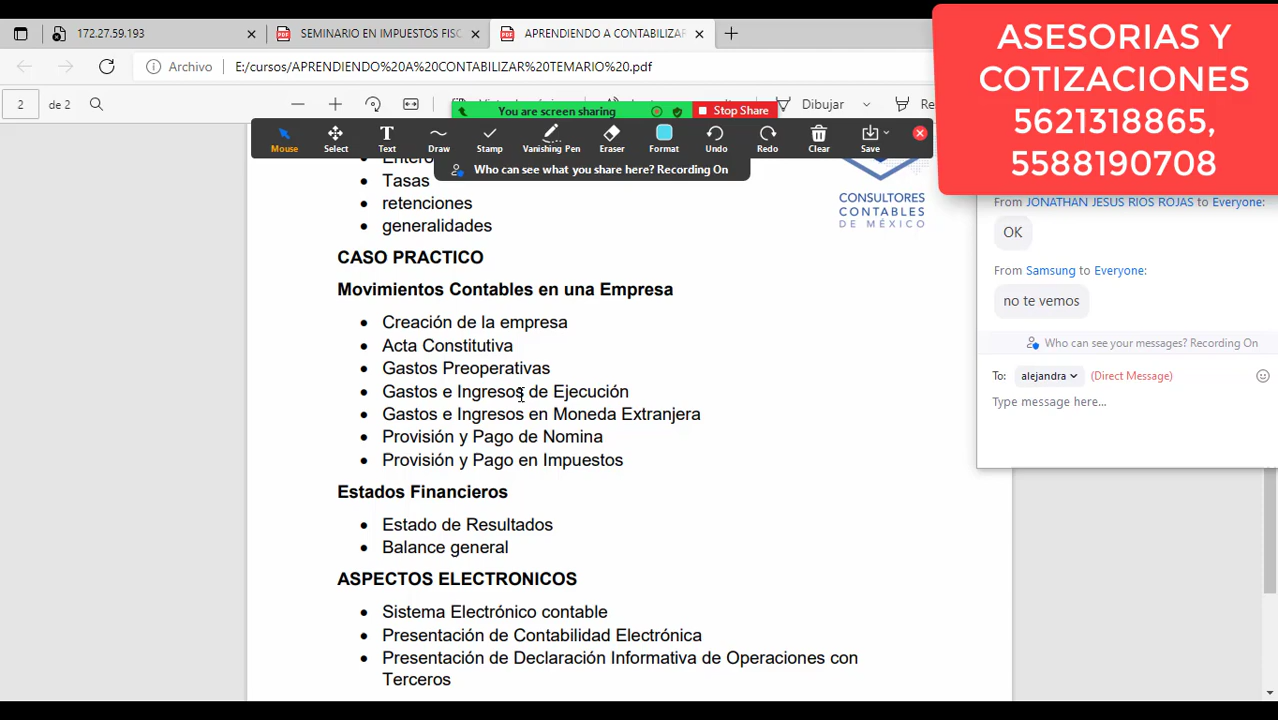 172.27.59.193
SEMINARIO EN IMPUESTOS FISC
APRENDIENDO A CONTABILIZAR
Archivo
E:/cursos/APRENDIENDO%20A%20CONTABILIZAR%20TEMARIO%20.pdf
2
de 2
Dibujar
You are screen sharing
Stop Share
Mouse
Select
Text
Draw
Stamp
Vanishing Pen
Eraser
Format
Undo
Redo
Clear
Save
Who can see what you share here? Recording On
ASESORIAS Y
COTIZACIONES
5621318865,
5588190708
• Tasas
• retenciones
• generalidades
CONSULTORES
CONTABLES
DE MÉXICO
CASO PRACTICO
Movimientos Contables en una Empresa
• Creación de la empresa
• Acta Constitutiva
• Gastos Preoperativas
• Gastos e Ingresos de Ejecución
• Gastos e Ingresos en Moneda Extranjera
• Provisión y Pago de Nomina
• Provisión y Pago en Impuestos
Estados Financieros
• Estado de Resultados
• Balance general
ASPECTOS ELECTRONICOS
• Sistema Electrónico contable
• Presentación de Contabilidad Electrónica
• Presentación de Declaración Informativa de Operaciones con
Terceros
From JONATHAN JESUS RIOS ROJAS to Everyone:
OK
From Samsung to Everyone:
no te vemos
Who can see your messages? Recording On
To: alejandra (Direct Message)
Type message here...